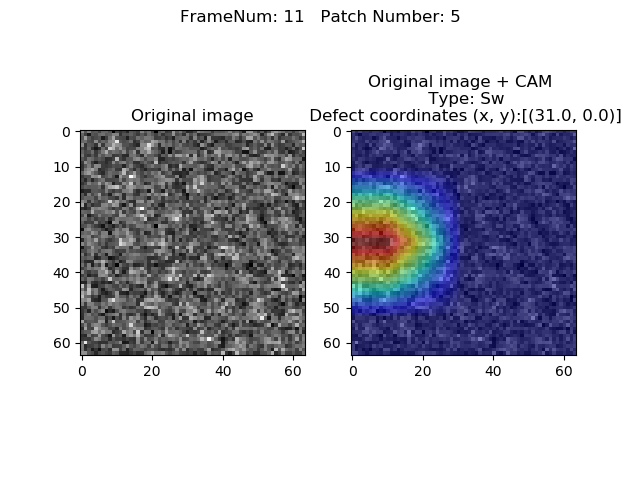 FrameNum: 11   Patch Number: 5
Original image
Original image + CAM
Type: Sw
Defect coordinates (x, y):[(31.0, 0.0)]
0
10
20
30
40
50
60
0 20 40 60
0
10
20
30
40
50
60
0 20 40 60